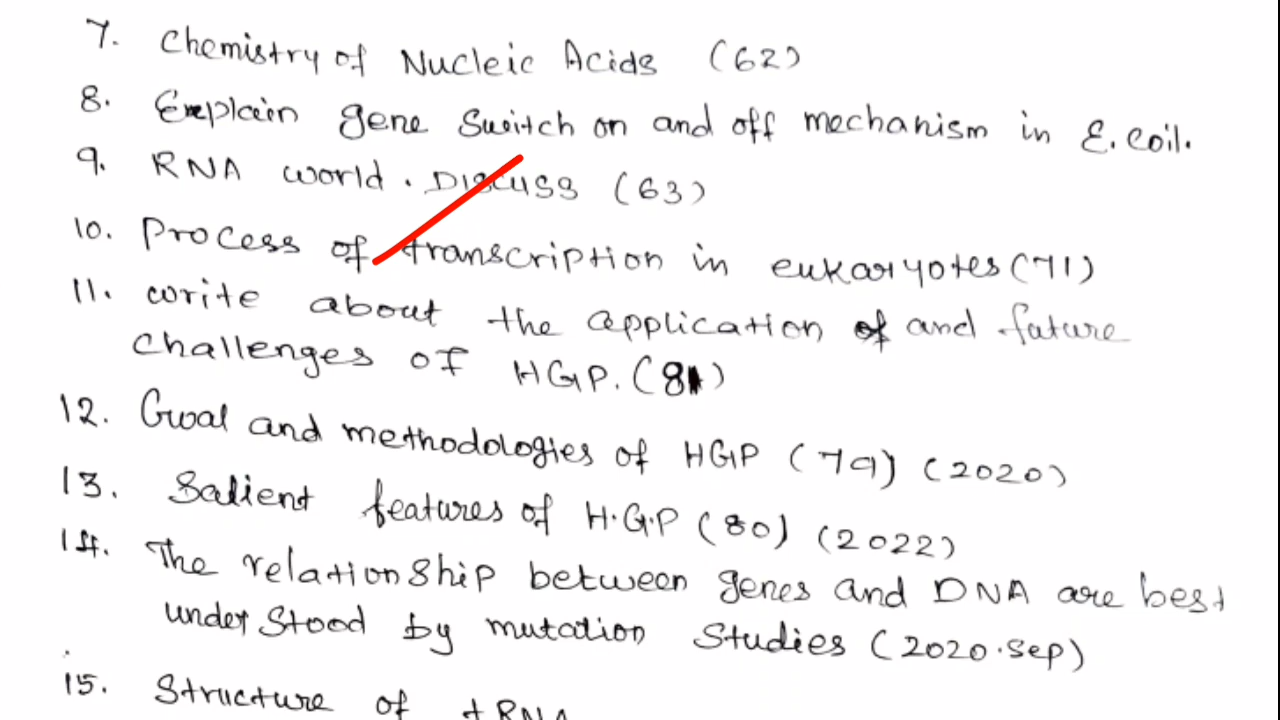 7. Chemistry of Nucleic Acids (62)
8. Explain gene Switch on and off mechanism in E.coil.
9. RNA world. Discuss (63)
10. Process of transcription in eukaryotes (71)
11. write about the application of and future
challenges of HGP. (81)
12. Goal and methodologies of HGP (79) (2020)
13. Salient features of H.G.P (80) (2022)
14. The relationship between genes and DNA are best
understood by mutation Studies (2020.Sep)
15. Structure of tRNA